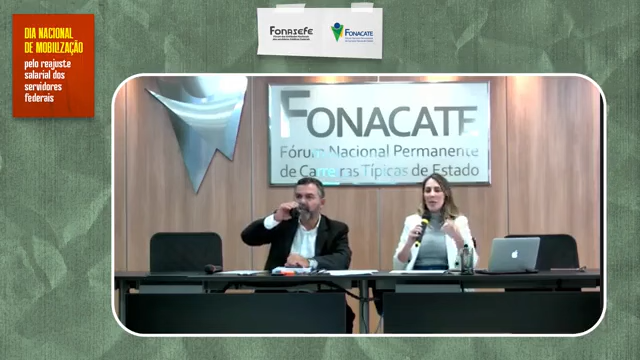 DIA NACIONAL
DE MOBILIZAÇÃO
pelo reajuste
salarial dos
servidores
federais
FONASEFE
FONACATE
FONACATE
Fórum Nacional Permanente
de Carreiras Típicas de Estado